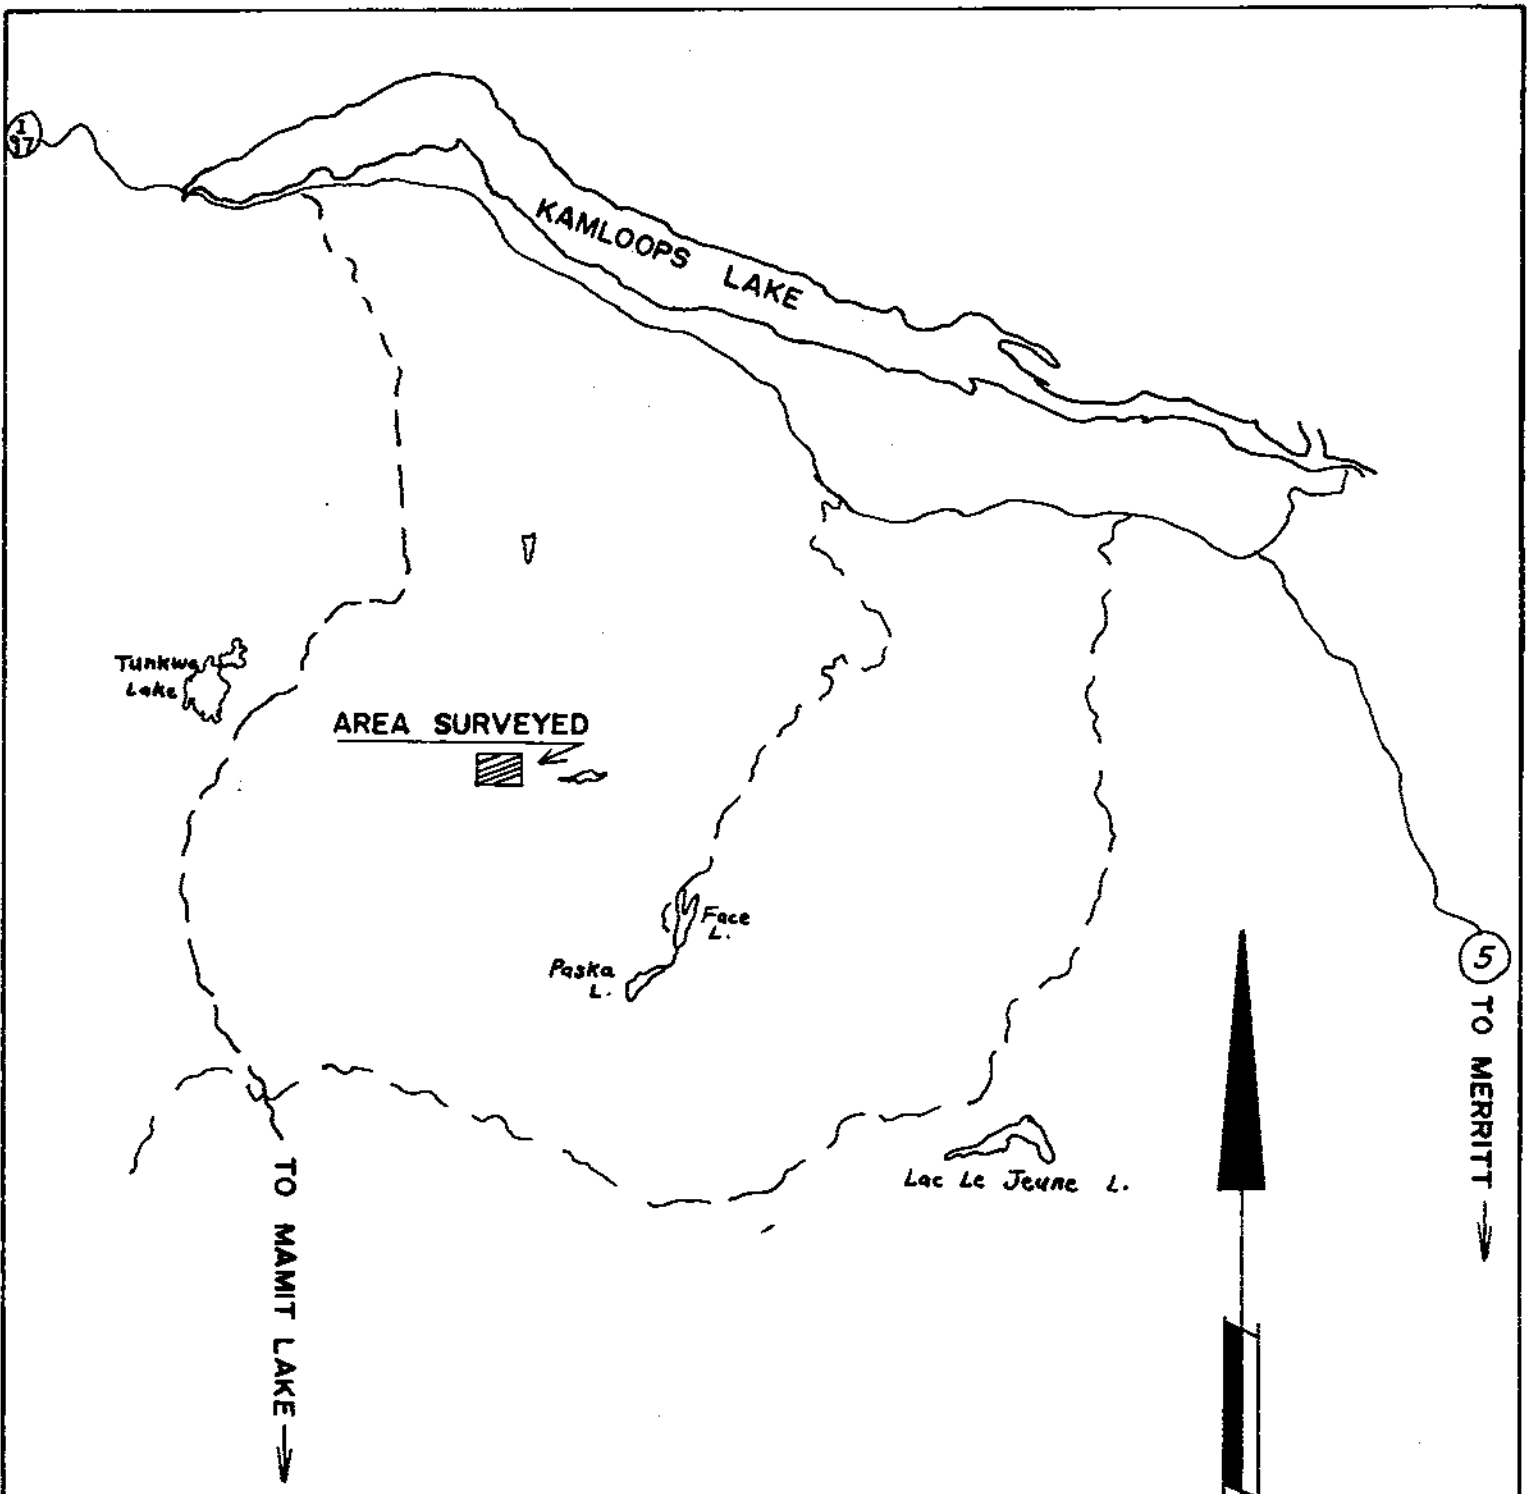 1
97
KAMLOOPS LAKE
Tunkwa
Lake
AREA SURVEYED
Face
L.
Paska
L.
5
TO MERRITT
Lac Le Jeune L.
TO MAMIT LAKE